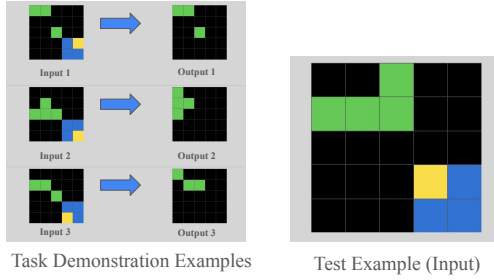 Input 1
Output 1
Input 2
Output 2
Input 3
Output 3
Task Demonstration Examples
Test Example (Input)